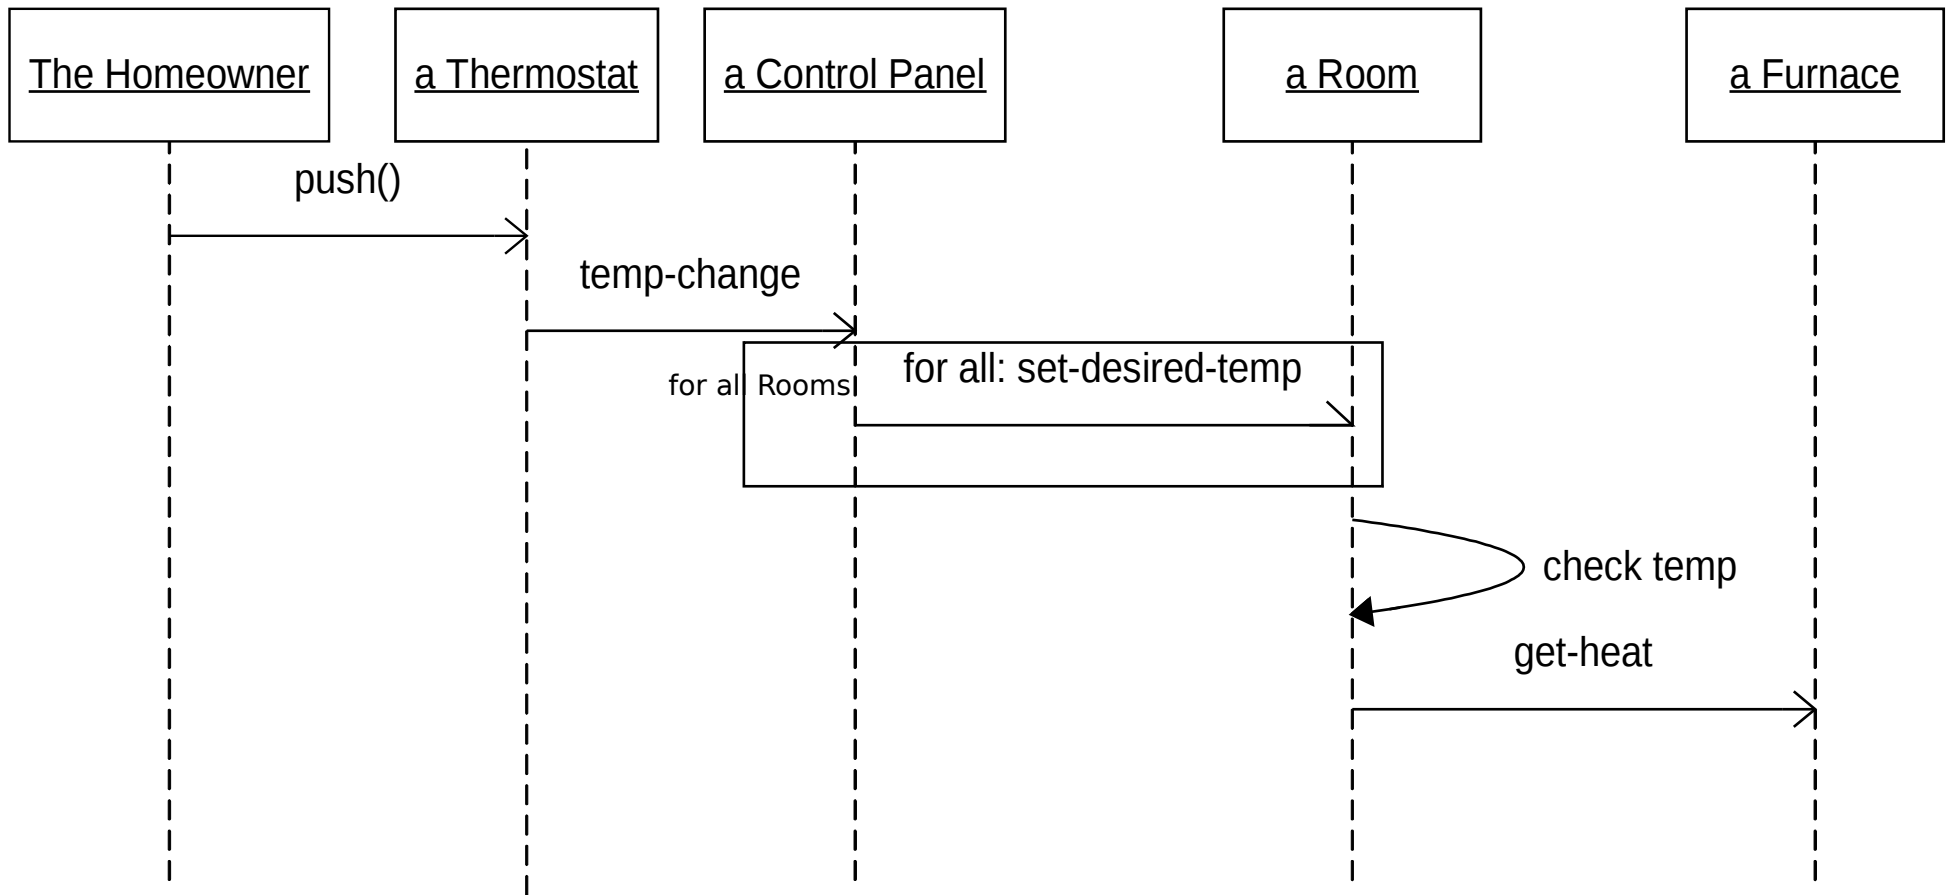 The Homeowner
a Thermostat
a Control Panel
a Room
a Furnace
push()
temp-change
for all: set-desired-temp
for all Rooms
check temp
get-heat